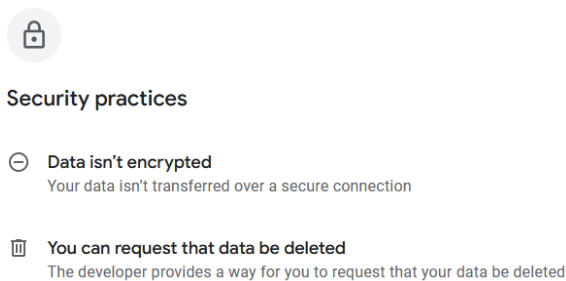 Security practices
Data isn’t encrypted
Your data isn’t transferred over a secure connection
You can request that data be deleted
The developer provides a way for you to request that your data be deleted